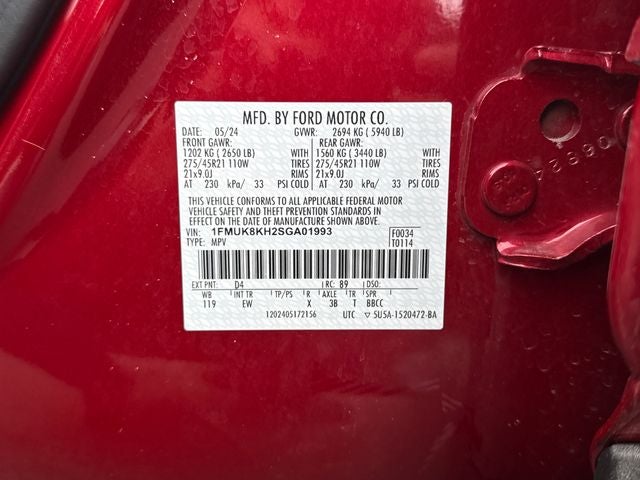 MFD. BY FORD MOTOR CO.
DATE: 05/24 GVWR: 2694 KG ( 5940 LB)
FRONT GAWR: REAR GAWR:
1202 KG ( 2650 LB) WITH 1560 KG ( 3440 LB) WITH
275/45R21 110W TIRES 275/45R21 110W TIRES
21x9.0J RIMS 21x9.0J RIMS
AT 230 kPa/ 33 PSI COLD AT 230 kPa/ 33 PSI COLD
THIS VEHICLE CONFORMS TO ALL APPLICABLE FEDERAL MOTOR
VEHICLE SAFETY AND THEFT PREVENTION STANDARDS IN
EFFECT ON THE DATE OF MANUFACTURE SHOWN ABOVE.
VIN: 1FMUK8KH2SGA01993 F0034
TYPE: MPV T0114
EXT PNT: D4 RC: 89 DSO:
WB INT TR TP/PS R AXLE TR SPR
119 EW X 3B T BBCC
1202405172156 UTC ▽ 5U5A-1520472-BA